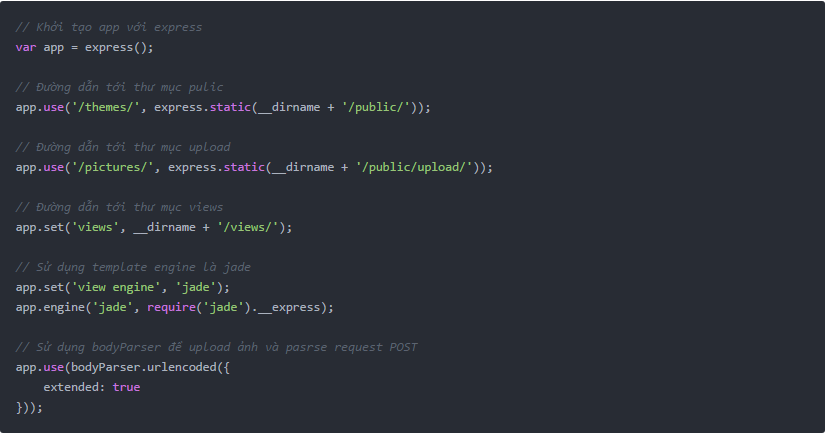 // Khởi tạo app với express
var app = express();
// Đường dẫn tới thư mục pulic
app.use('/themes/', express.static(__dirname + '/public/'));
// Đường dẫn tới thư mục upload
app.use('/pictures/', express.static(__dirname + '/public/upload/'));
// Đường dẫn tới thư mục views
app.set('views', __dirname + '/views/');
// Sử dụng template engine là jade
app.set('view engine', 'jade');
app.engine('jade', require('jade').__express);
// Sử dụng bodyParser để upload ảnh và pasrse request POST
app.use(bodyParser.urlencoded({
    extended: true
}));